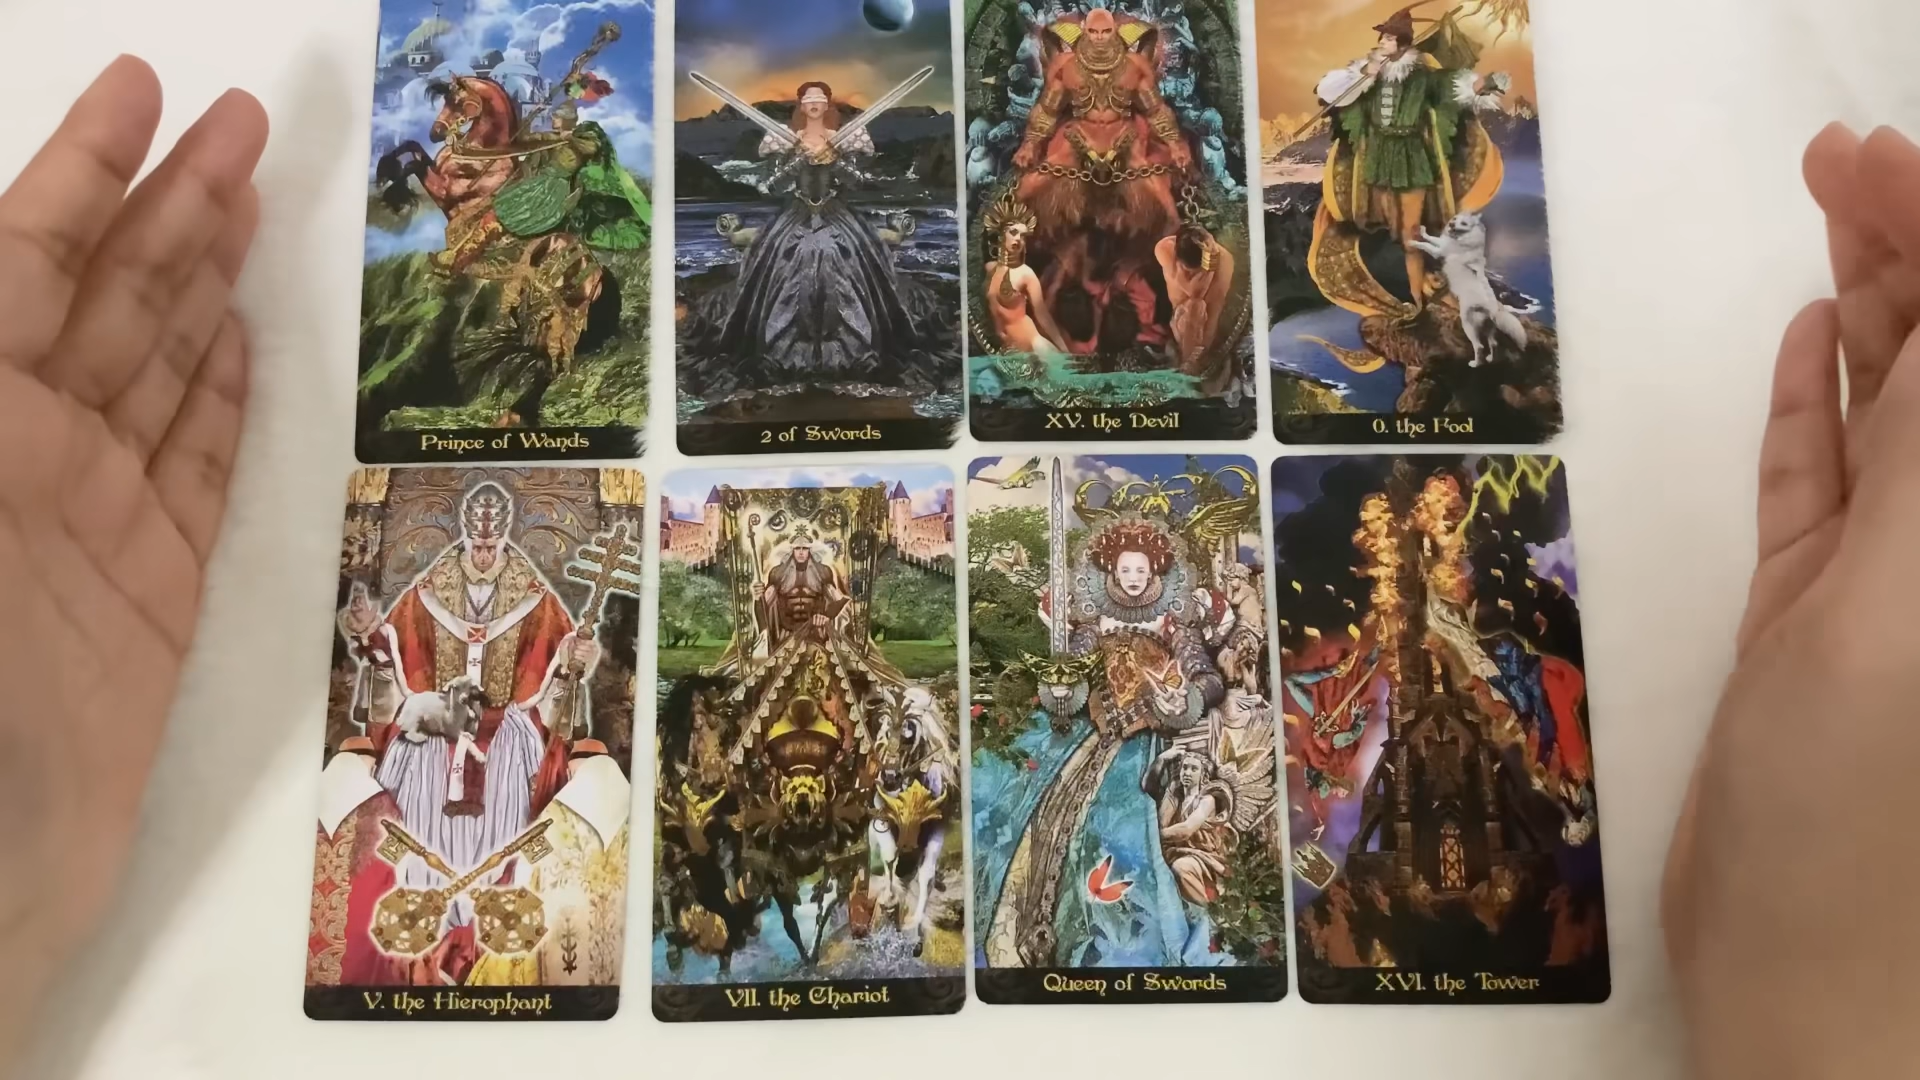 Prince of Wands
2 of Swords
XV. the Devil
0. the Fool
V. the Hierophant
VII. the Chariot
Queen of Swords
XVI. the Tower